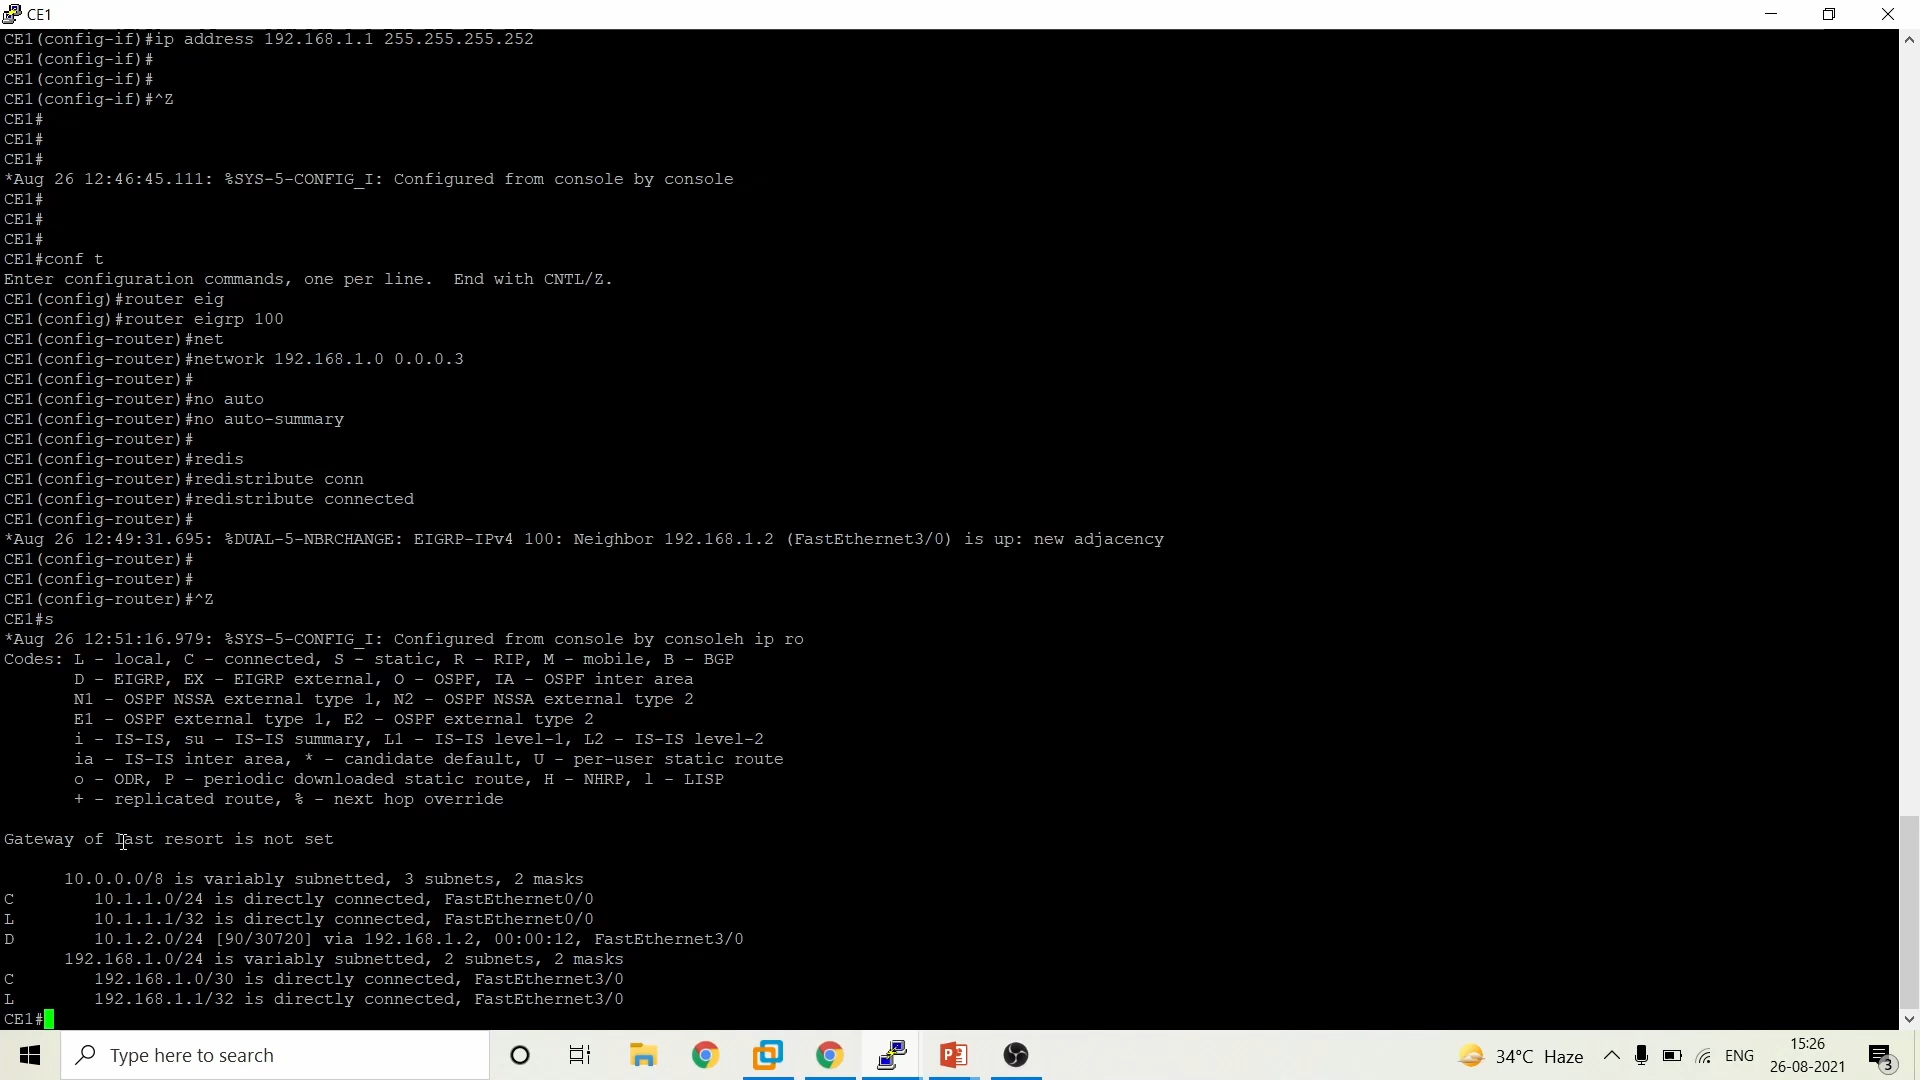 CE1
CE1(config-if)#ip address 192.168.1.1 255.255.255.252
CE1(config-if)#
CE1(config-if)#
CE1(config-if)#^Z
CE1#
CE1#
CE1#
*Aug 26 12:46:45.111: %SYS-5-CONFIG_I: Configured from console by console
CE1#
CE1#
CE1#
CE1#conf t
Enter configuration commands, one per line.  End with CNTL/Z.
CE1(config)#router eig
CE1(config)#router eigrp 100
CE1(config-router)#net
CE1(config-router)#network 192.168.1.0 0.0.0.3
CE1(config-router)#
CE1(config-router)#no auto
CE1(config-router)#no auto-summary
CE1(config-router)#
CE1(config-router)#redis
CE1(config-router)#redistribute conn
CE1(config-router)#redistribute connected
CE1(config-router)#
*Aug 26 12:49:31.695: %DUAL-5-NBRCHANGE: EIGRP-IPv4 100: Neighbor 192.168.1.2 (FastEthernet3/0) is up: new adjacency
CE1(config-router)#
CE1(config-router)#
CE1(config-router)#^Z
CE1#s
*Aug 26 12:51:16.979: %SYS-5-CONFIG_I: Configured from console by consoleh ip ro
Codes: L - local, C - connected, S - static, R - RIP, M - mobile, B - BGP
       D - EIGRP, EX - EIGRP external, O - OSPF, IA - OSPF inter area
       N1 - OSPF NSSA external type 1, N2 - OSPF NSSA external type 2
       E1 - OSPF external type 1, E2 - OSPF external type 2
       i - IS-IS, su - IS-IS summary, L1 - IS-IS level-1, L2 - IS-IS level-2
       ia - IS-IS inter area, * - candidate default, U - per-user static route
       o - ODR, P - periodic downloaded static route, H - NHRP, l - LISP
       + - replicated route, % - next hop override
Gateway of last resort is not set
      10.0.0.0/8 is variably subnetted, 3 subnets, 2 masks
C        10.1.1.0/24 is directly connected, FastEthernet0/0
L        10.1.1.1/32 is directly connected, FastEthernet0/0
D        10.1.2.0/24 [90/30720] via 192.168.1.2, 00:00:12, FastEthernet3/0
      192.168.1.0/24 is variably subnetted, 2 subnets, 2 masks
C        192.168.1.0/30 is directly connected, FastEthernet3/0
L        192.168.1.1/32 is directly connected, FastEthernet3/0
CE1#
Type here to search
34°C Haze
ENG
15:26
26-08-2021
3